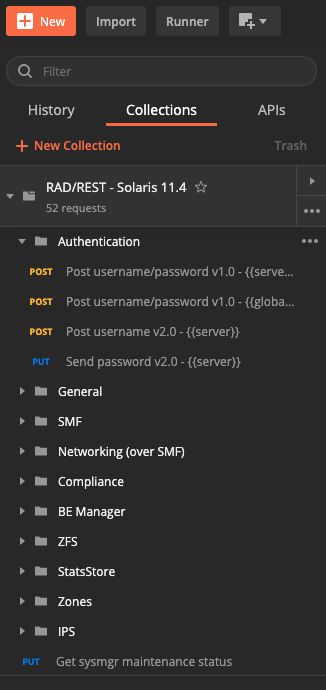 New Import Runner
Filter
History Collections APIs
New Collection Trash
RAD/REST - Solaris 11.4
52 requests
Authentication
POST Post username/password v1.0 - {{serve...
POST Post username/password v1.0 - {{globa...
POST Post username v2.0 - {{server}}
PUT Send password v2.0 - {{server}}
General
SMF
Networking (over SMF)
Compliance
BE Manager
ZFS
StatsStore
Zones
IPS
PUT Get sysmgr maintenance status